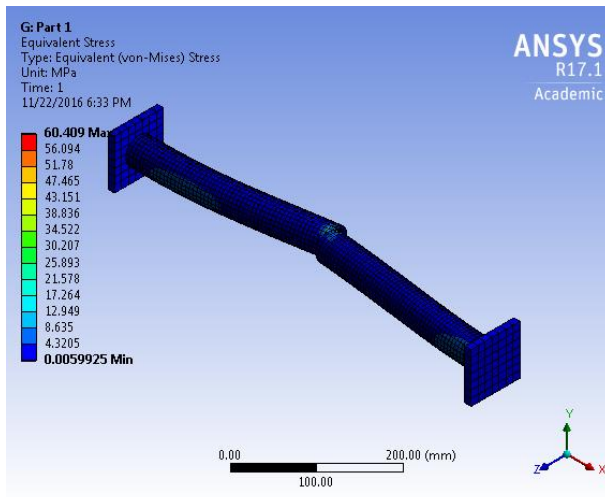 G: Part 1
Equivalent Stress
Type: Equivalent (von-Mises) Stress
Unit: MPa
Time: 1
11/22/2016 6:33 PM
ANSYS
R17.1
Academic
60.409 Max
56.094
51.78
47.465
43.151
38.836
34.522
30.207
25.893
21.578
17.264
12.949
8.635
4.3205
0.0059925 Min
0.00
200.00 (mm)
100.00
Y
Z
X